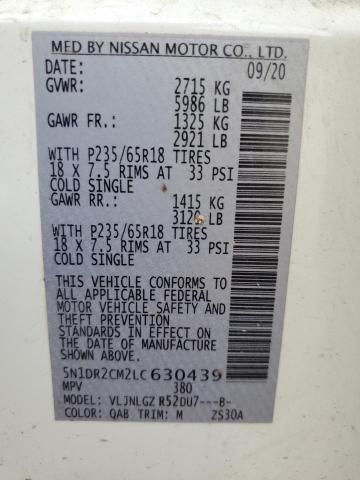 MFD BY NISSAN MOTOR CO., LTD.
DATE: 09/20
GVWR: 2715 KG
5986 LB
GAWR FR.: 1325 KG
2921 LB
WITH P235/65R18 TIRES
18 X 7.5 RIMS AT 33 PSI
COLD SINGLE
GAWR RR.: 1415 KG
3120 LB
WITH P235/65R18 TIRES
18 X 7.5 RIMS AT 33 PSI
COLD SINGLE
THIS VEHICLE CONFORMS TO
ALL APPLICABLE FEDERAL
MOTOR VEHICLE SAFETY
AND THEFT PREVENTION
STANDARDS IN EFFECT ON
THE DATE OF MANUFACTURE
SHOWN ABOVE.
5N1DR2CM2LC630439
MPV 380
MODEL: VLJNLGZ R52DU7---B-
COLOR: QAB TRIM: M ZS30A